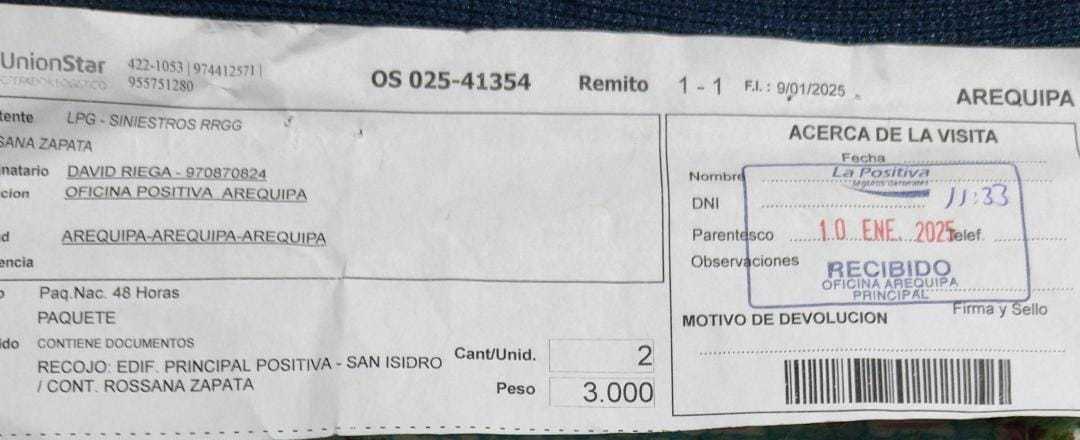 UnionStar 422-1053 | 974412571 |
955751280
OS 025-41354 Remito 1 - 1 F.I. : 9/01/2025
AREQUIPA
tente LPG - SINIESTROS RRGG
SANA ZAPATA
natario DAVID RIEGA - 970870824
cion OFICINA POSITIVA AREQUIPA
d AREQUIPA-AREQUIPA-AREQUIPA
encia
o Paq.Nac. 48 Horas
PAQUETE
ido CONTIENE DOCUMENTOS
RECOJO: EDIF. PRINCIPAL POSITIVA - SAN ISIDRO
/ CONT. ROSSANA ZAPATA
Cant/Unid. 2
Peso 3.000
ACERCA DE LA VISITA
Fecha
Nombre
DNI
Parentesco Telef.
Observaciones
Firma y Sello
La Positiva
11:33
10 ENE. 2025
RECIBIDO
OFICINA AREQUIPA
PRINCIPAL
MOTIVO DE DEVOLUCION